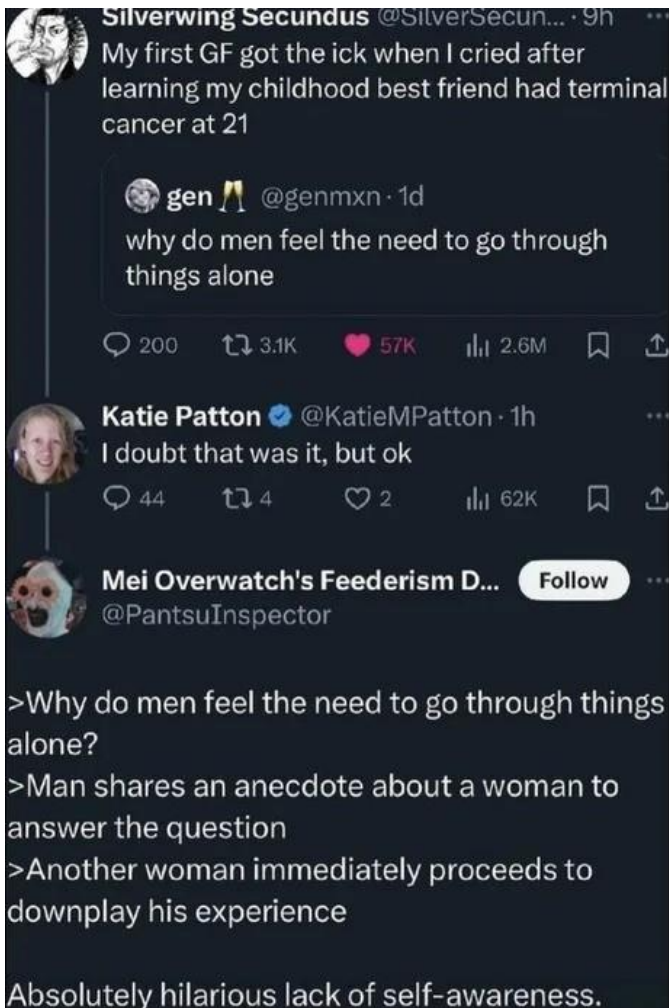 Silverwing Secundus @SilverSecun... · 9h
My first GF got the ick when I cried after
learning my childhood best friend had terminal
cancer at 21
gen 🥂 @genmxn · 1d
why do men feel the need to go through
things alone
200 3.1K 57K 2.6M
Katie Patton @KatieMPatton · 1h
I doubt that was it, but ok
44 4 2 62K
Mei Overwatch's Feederism D... Follow
@PantsuInspector
>Why do men feel the need to go through things
alone?
>Man shares an anecdote about a woman to
answer the question
>Another woman immediately proceeds to
downplay his experience
Absolutely hilarious lack of self-awareness.